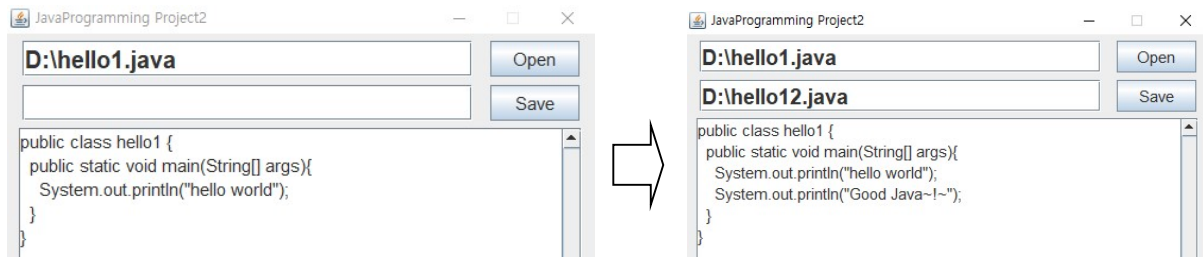 JavaProgramming Project2
D:\hello1.java
Open
Save
public class hello1 {
  public static void main(String[] args){
    System.out.println("hello world");
  }
}
JavaProgramming Project2
D:\hello1.java
Open
D:\hello12.java
Save
public class hello1 {
  public static void main(String[] args){
    System.out.println("hello world");
    System.out.println("Good Java~!~");
  }
}